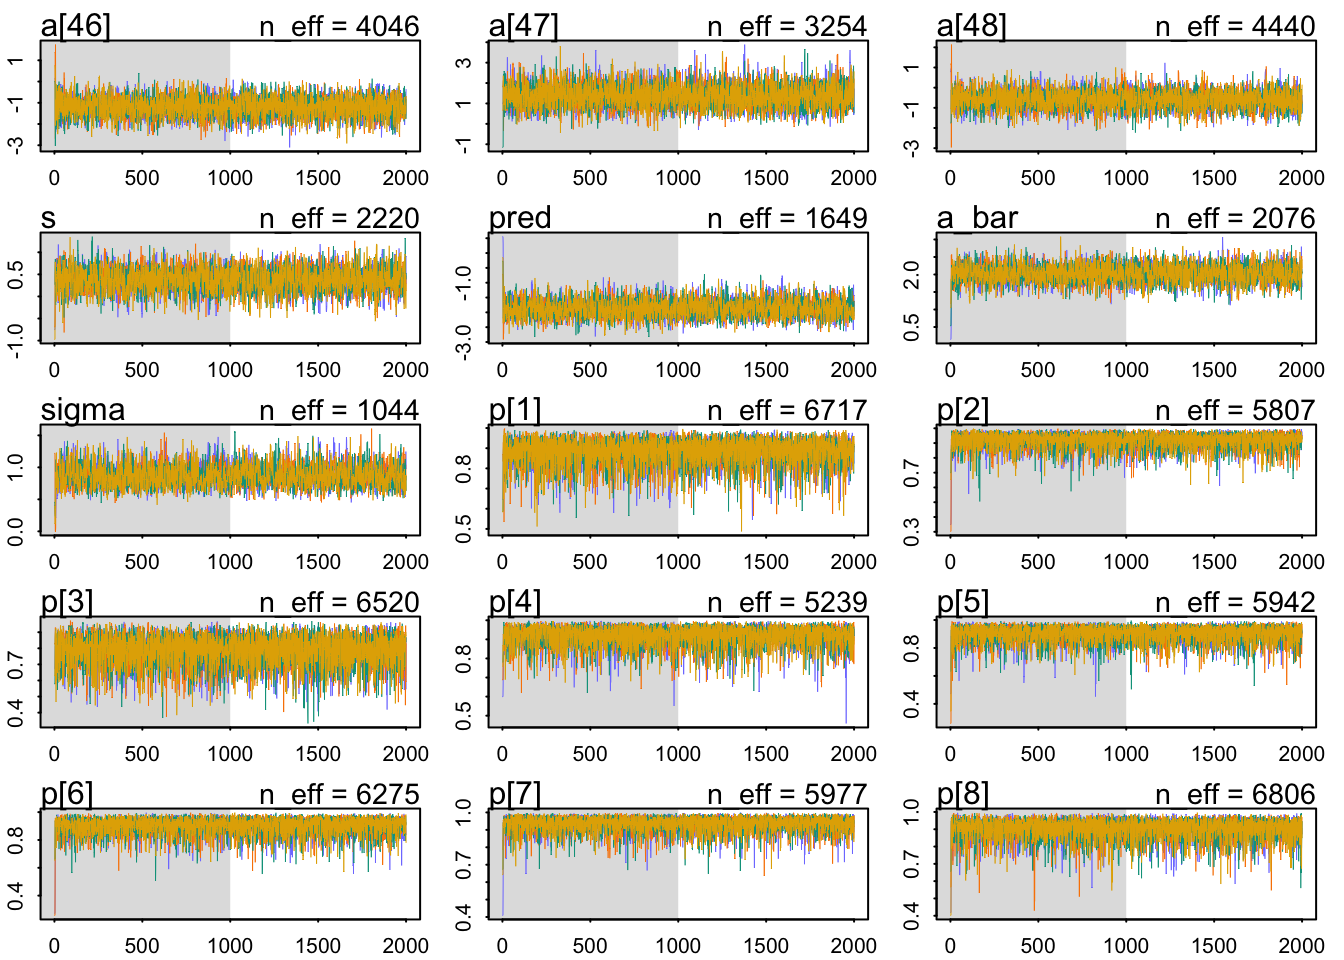 a[46] n_eff = 4046 a[47] n_eff = 3254 a[48] n_eff = 4440
1 -1 -3 3 1 -1 1 -1 -3
0 500 1000 1500 2000 0 500 1000 1500 2000 0 500 1000 1500 2000
s n_eff = 2220 pred n_eff = 1649 a_bar n_eff = 2076
0.5 -1.0 -1.0 -3.0 2.0 0.5
0 500 1000 1500 2000 0 500 1000 1500 2000 0 500 1000 1500 2000
sigma n_eff = 1044 p[1] n_eff = 6717 p[2] n_eff = 5807
1.0 0.0 0.8 0.5 0.7 0.3
0 500 1000 1500 2000 0 500 1000 1500 2000 0 500 1000 1500 2000
p[3] n_eff = 6520 p[4] n_eff = 5239 p[5] n_eff = 5942
0.7 0.4 0.8 0.5 0.8 0.4
0 500 1000 1500 2000 0 500 1000 1500 2000 0 500 1000 1500 2000
p[6] n_eff = 6275 p[7] n_eff = 5977 p[8] n_eff = 6806
0.8 0.4 1.0 0.7 0.4 1.0 0.7 0.4
0 500 1000 1500 2000 0 500 1000 1500 2000 0 500 1000 1500 2000